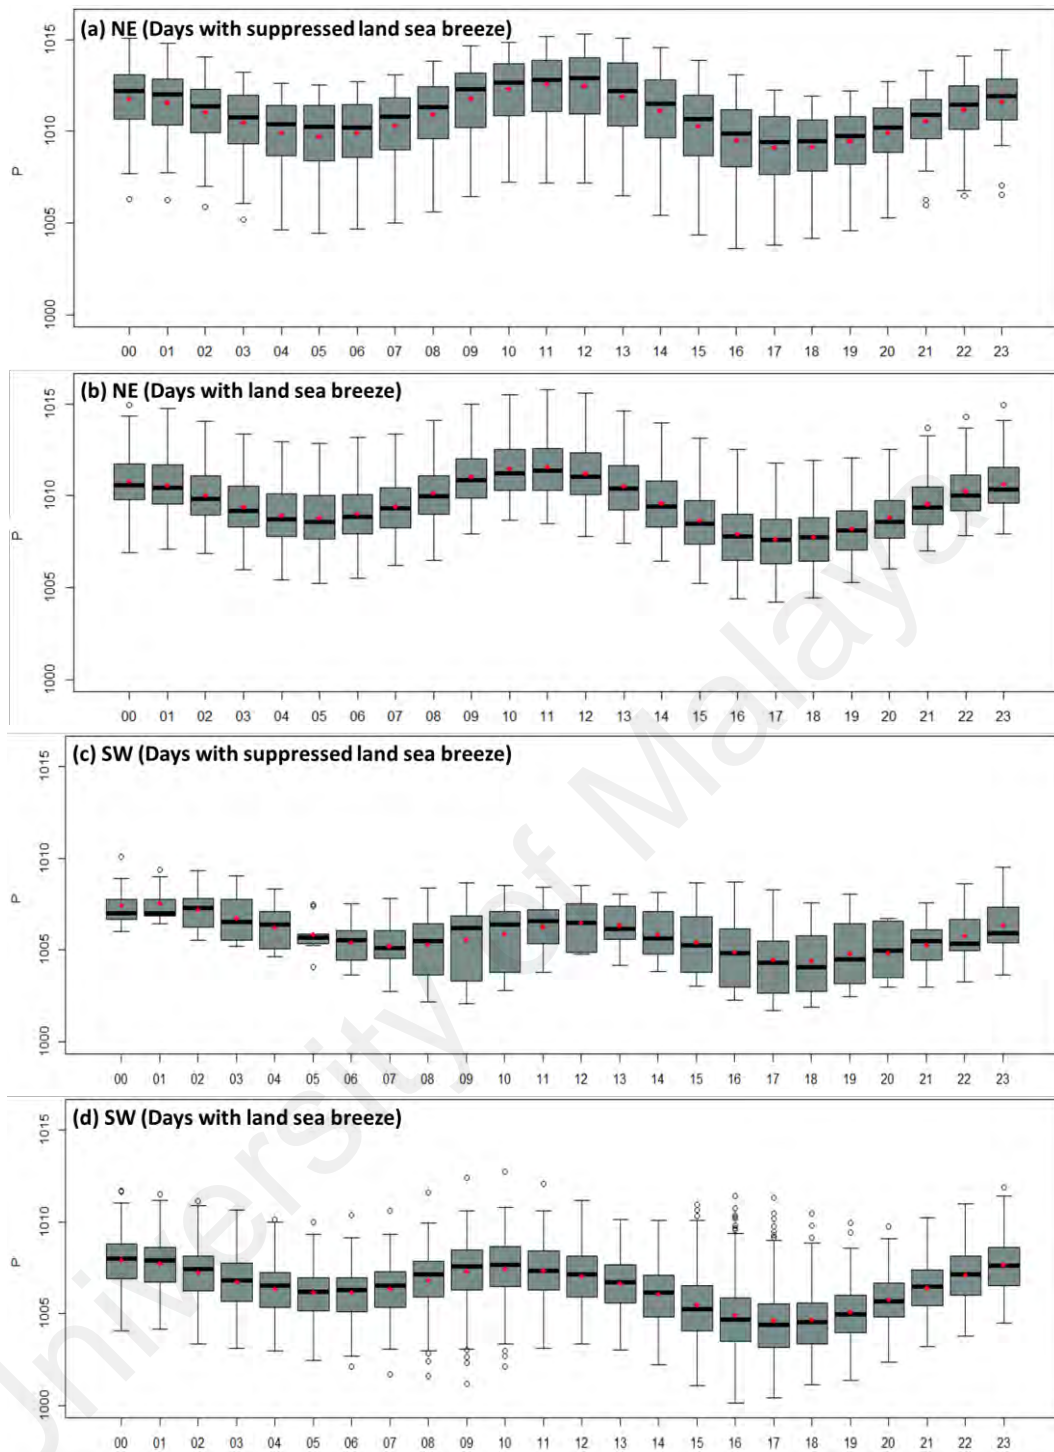 (a) NE (Days with suppressed land sea breeze)
1015
1010
1005
1000
P
00 01 02 03 04 05 06 07 08 09 10 11 12 13 14 15 16 17 18 19 20 21 22 23
(b) NE (Days with land sea breeze)
1015
1010
1005
1000
P
00 01 02 03 04 05 06 07 08 09 10 11 12 13 14 15 16 17 18 19 20 21 22 23
(c) SW (Days with suppressed land sea breeze)
1015
1010
1005
1000
P
00 01 02 03 04 05 06 07 08 09 10 11 12 13 14 15 16 17 18 19 20 21 22 23
(d) SW (Days with land sea breeze)
1015
1010
1005
1000
P
00 01 02 03 04 05 06 07 08 09 10 11 12 13 14 15 16 17 18 19 20 21 22 23
University of Malaya